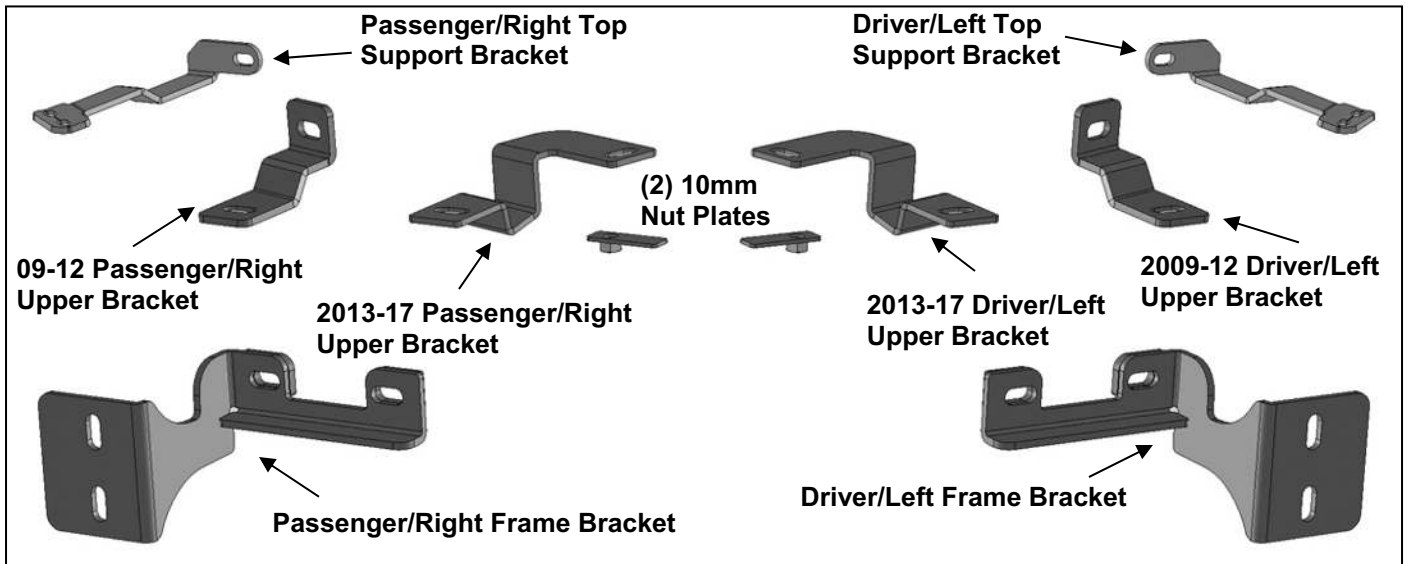 Passenger/Right Top
Support Bracket
Driver/Left Top
Support Bracket
(2) 10mm
Nut Plates
09-12 Passenger/Right
Upper Bracket
2013-17 Passenger/Right
Upper Bracket
2013-17 Driver/Left
Upper Bracket
2009-12 Driver/Left
Upper Bracket
Passenger/Right Frame Bracket
Driver/Left Frame Bracket